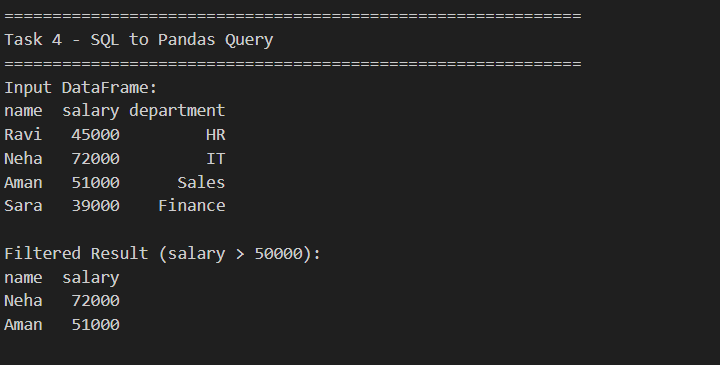 ============================================================
Task 4 - SQL to Pandas Query
============================================================
Input DataFrame:
name  salary department
Ravi   45000         HR
Neha   72000         IT
Aman   51000      Sales
Sara   39000    Finance

Filtered Result (salary > 50000):
name  salary
Neha   72000
Aman   51000